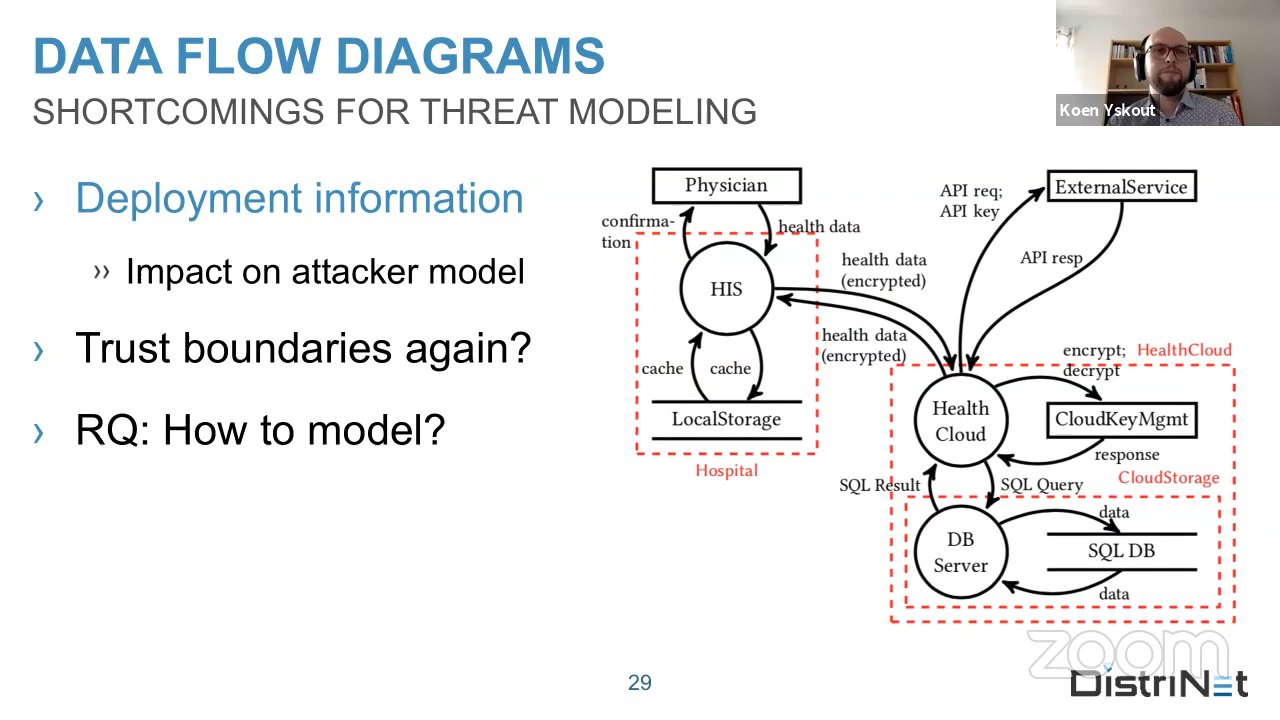 DATA FLOW DIAGRAMS
SHORTCOMINGS FOR THREAT MODELING
Koen Yskout
› Deployment information
›› Impact on attacker model
› Trust boundaries again?
› RQ: How to model?
Physician
confirma-
tion
health data
HIS
cache
cache
LocalStorage
Hospital
health data
(encrypted)
health data
(encrypted)
API req;
API key
ExternalService
API resp
encrypt;
decrypt
HealthCloud
Health
Cloud
CloudKeyMgmt
response
CloudStorage
SQL Result
SQL Query
DB
Server
data
SQL DB
data
29
zoom
DistriNet